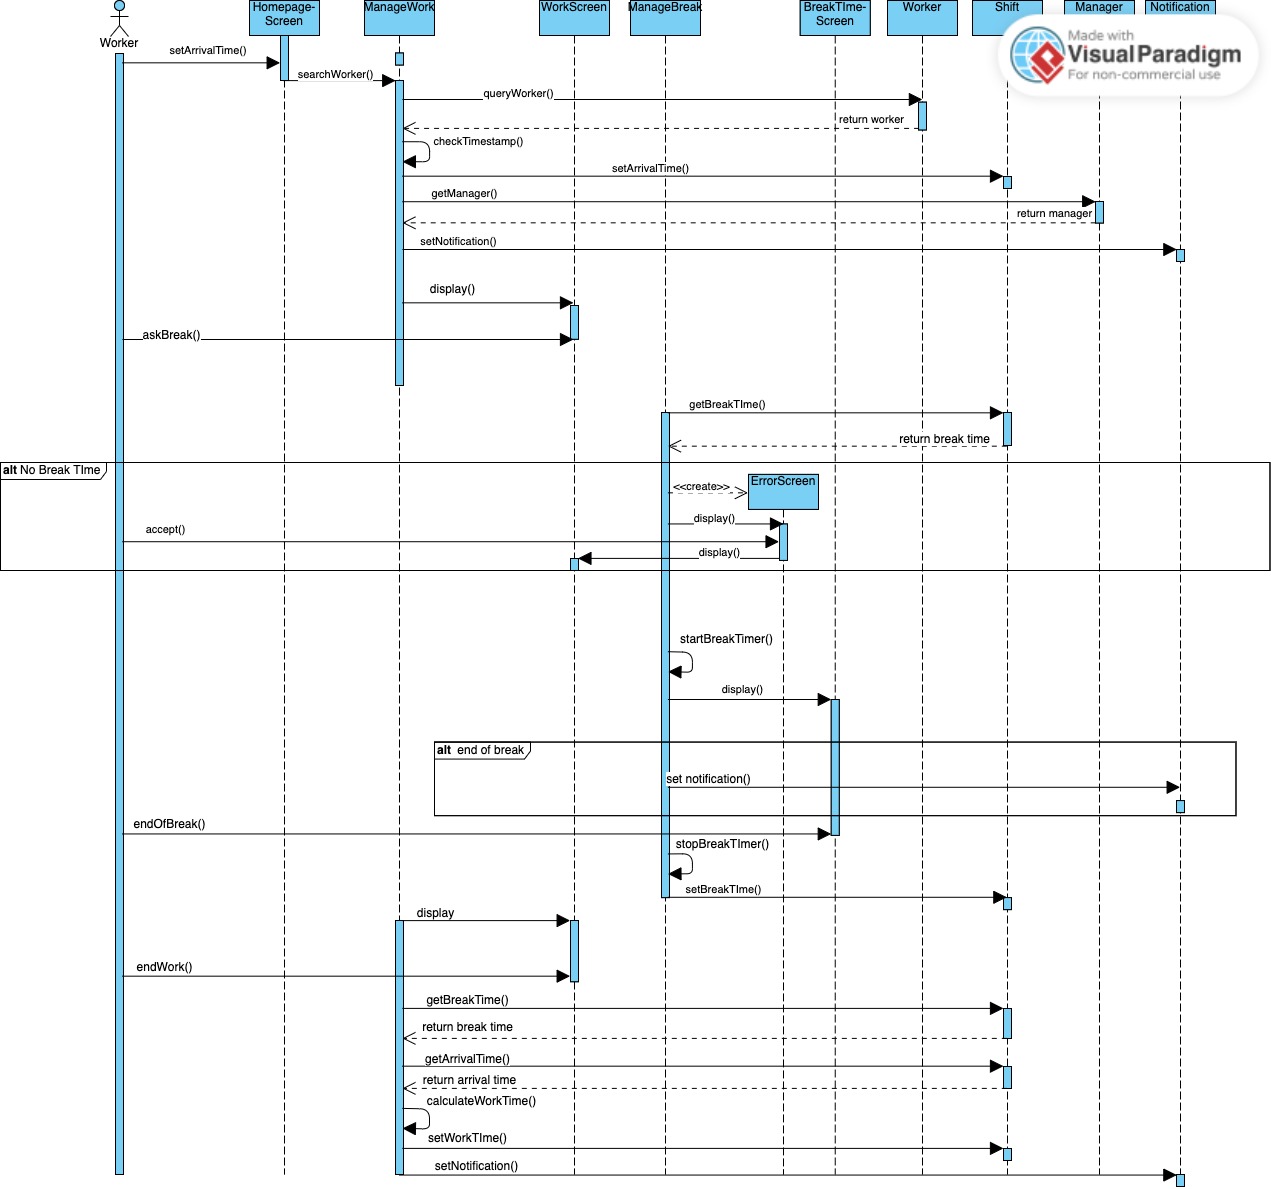 Homepage-
Screen
ManageWork
WorkScreen
ManageBreak
BreakTIme-
Screen
Worker
Shift
Manager
Notification
Worker
Made with
VisualParadigm
For non-commercial use
setArrivalTime()
searchWorker()
queryWorker()
return worker
checkTimestamp()
setArrivalTime()
getManager()
return manager
setNotification()
display()
askBreak()
getBreakTIme()
return break time
alt No Break TIme
<<create>>
ErrorScreen
display()
accept()
display()
startBreakTimer()
display()
alt end of break
set notification()
endOfBreak()
stopBreakTImer()
setBreakTIme()
display
endWork()
getBreakTime()
return break time
getArrivalTime()
return arrival time
calculateWorkTime()
setWorkTIme()
setNotification()